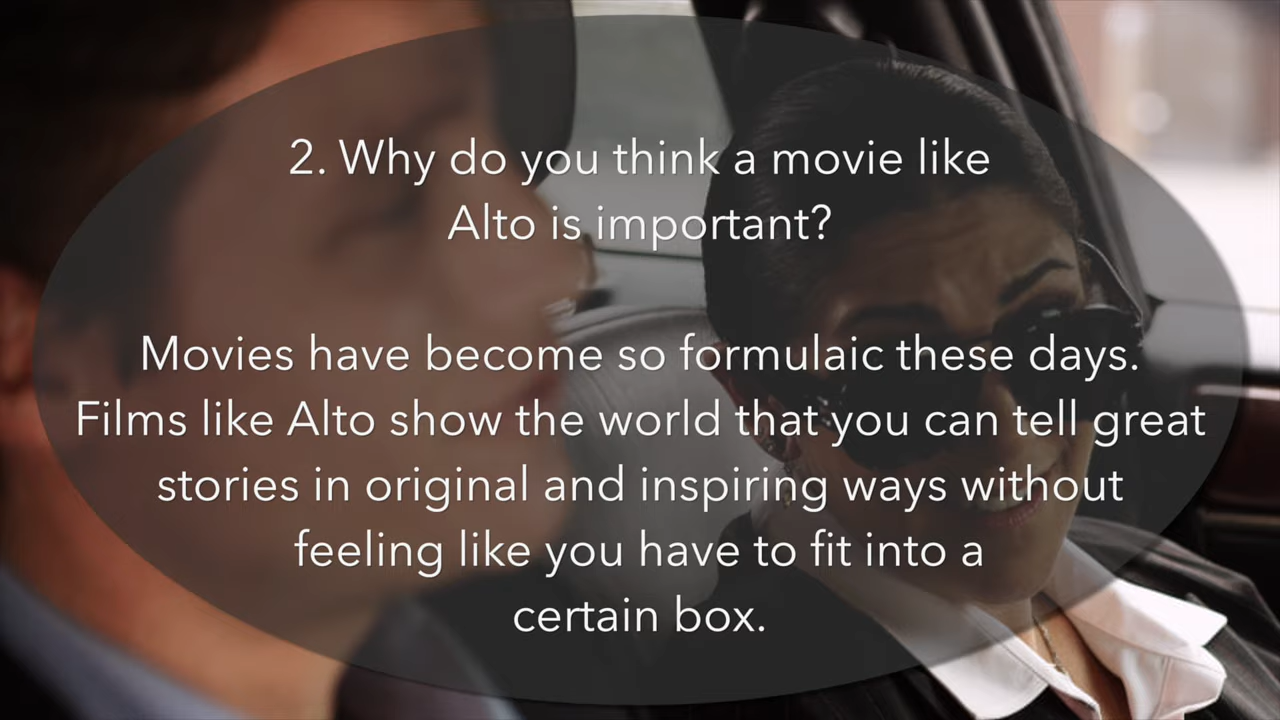 2. Why do you think a movie like
Alto is important?
Movies have become so formulaic these days.
Films like Alto show the world that you can tell great
stories in original and inspiring ways without
feeling like you have to fit into a
certain box.